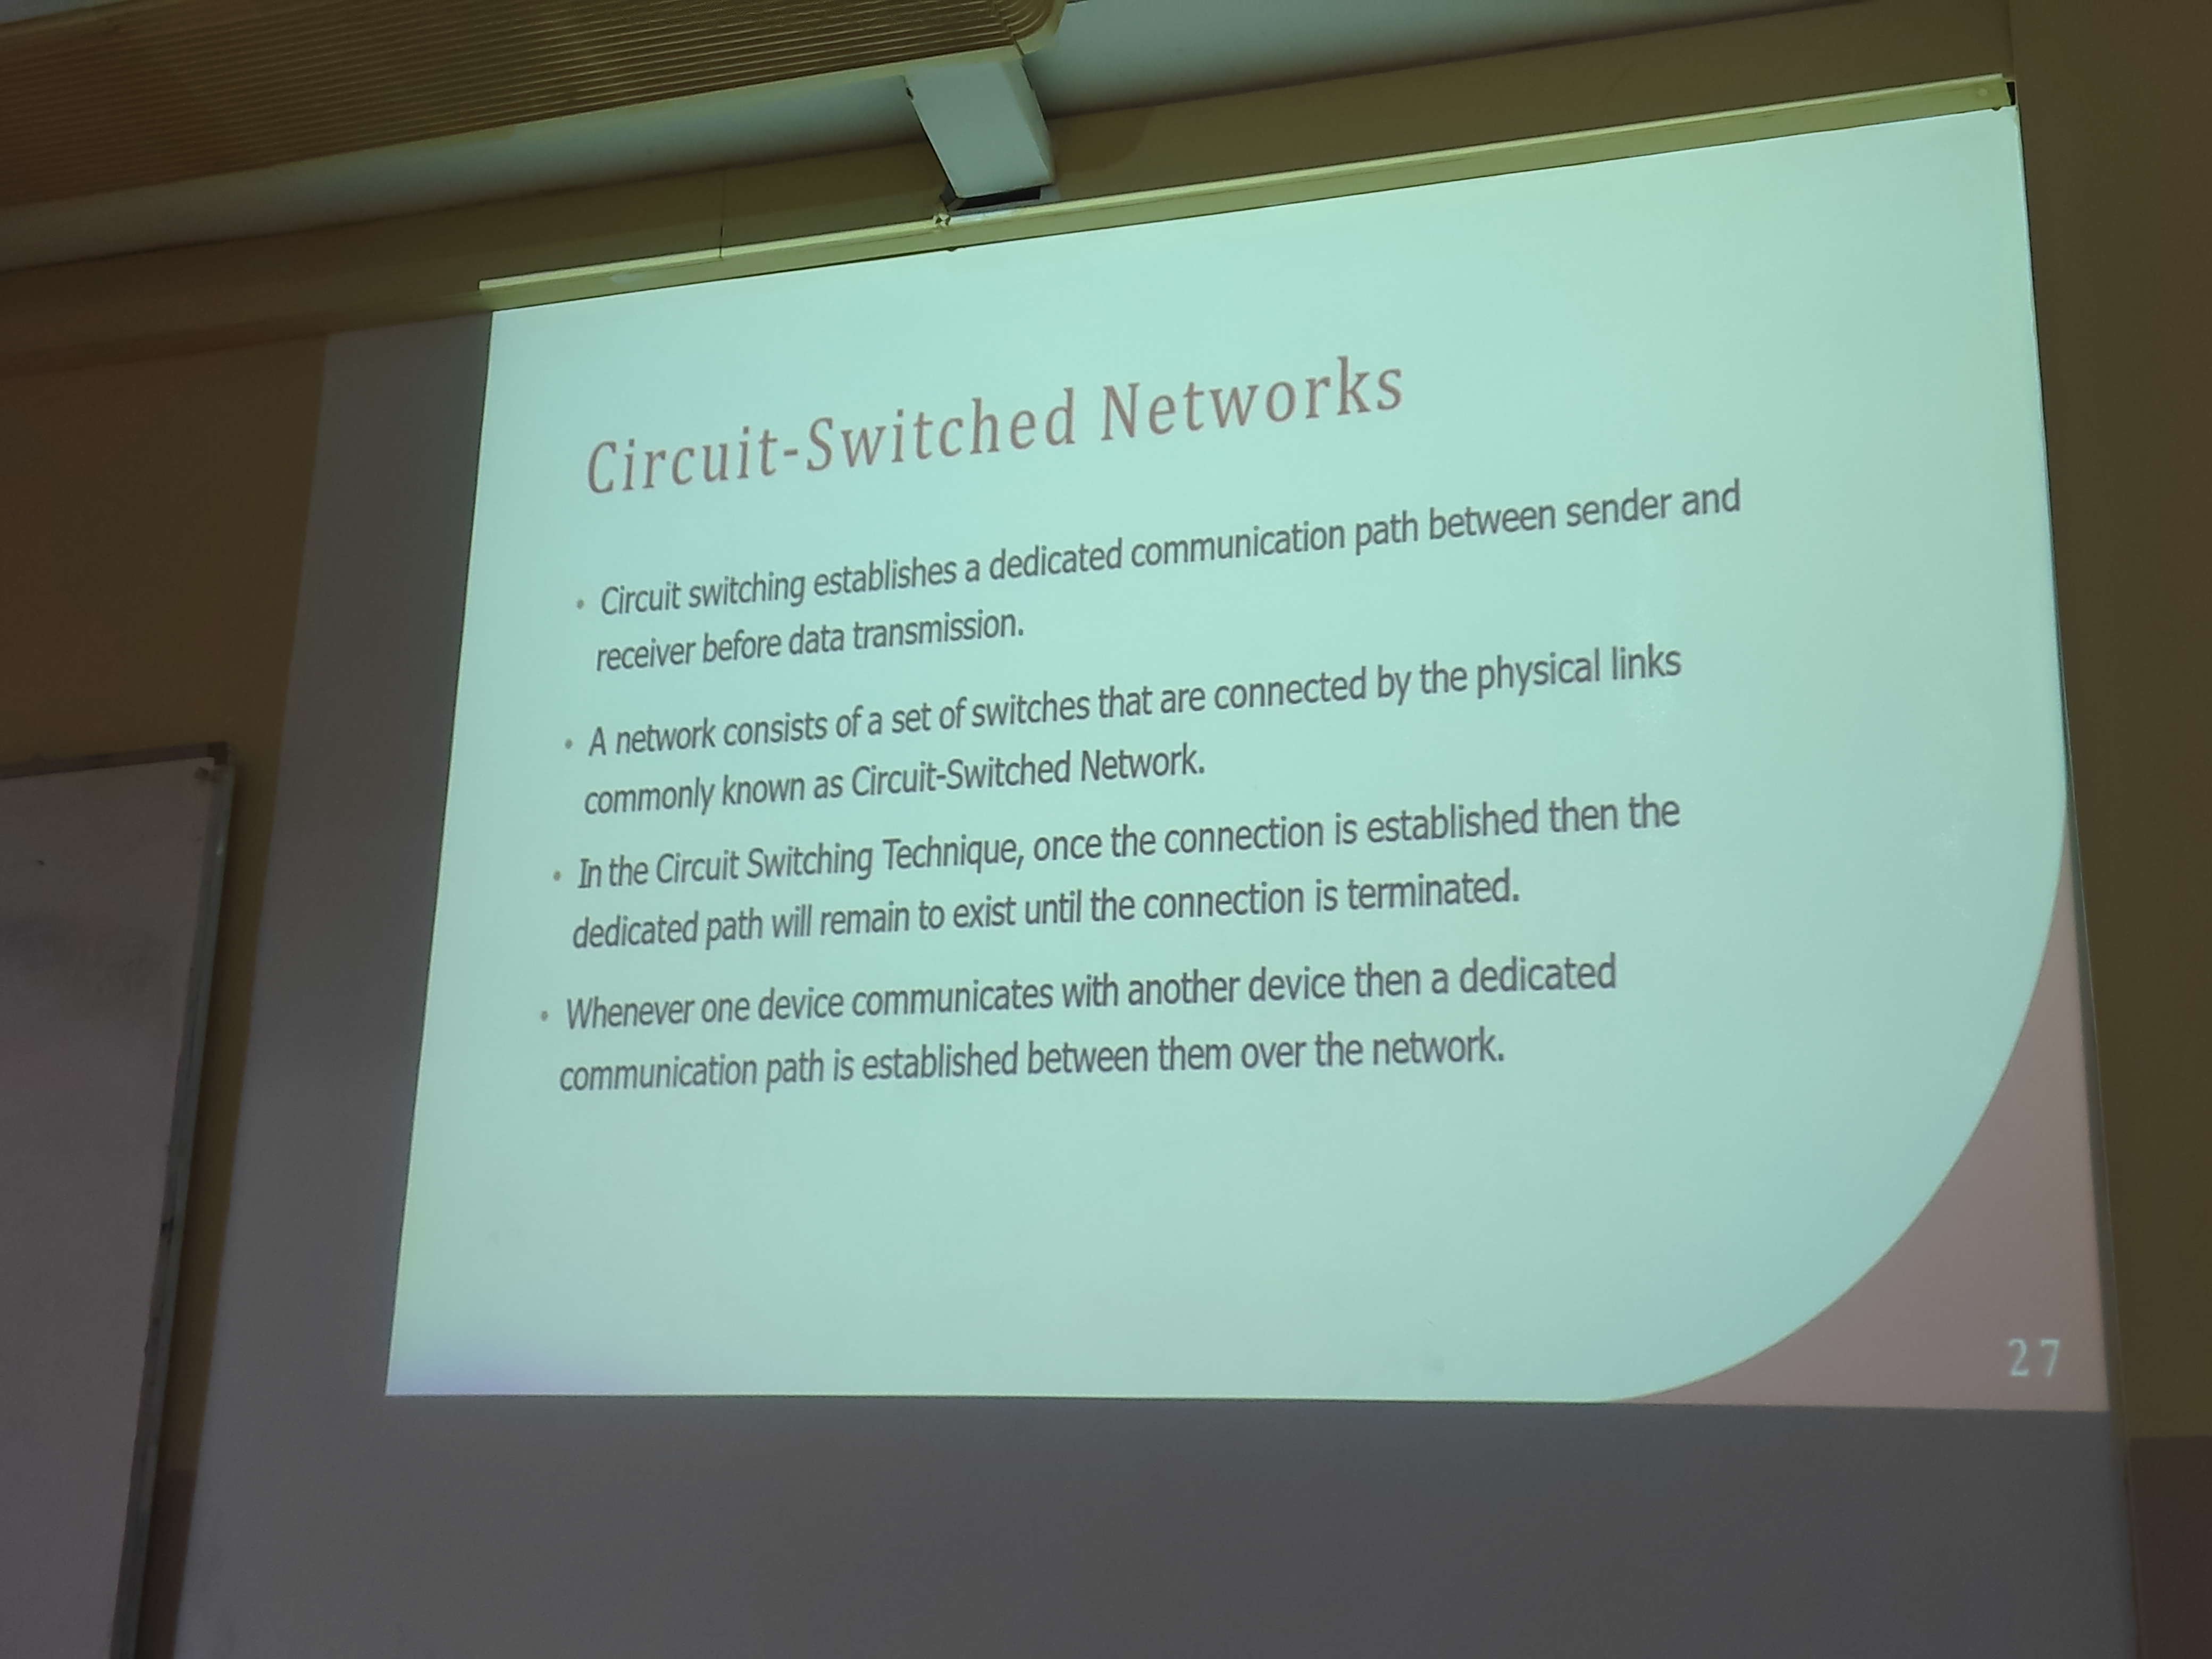 Circuit-Switched Networks
• Circuit switching establishes a dedicated communication path between sender and
receiver before data transmission.
• A network consists of a set of switches that are connected by the physical links
commonly known as Circuit-Switched Network.
• In the Circuit Switching Technique, once the connection is established then the
dedicated path will remain to exist until the connection is terminated.
• Whenever one device communicates with another device then a dedicated
communication path is established between them over the network.
27